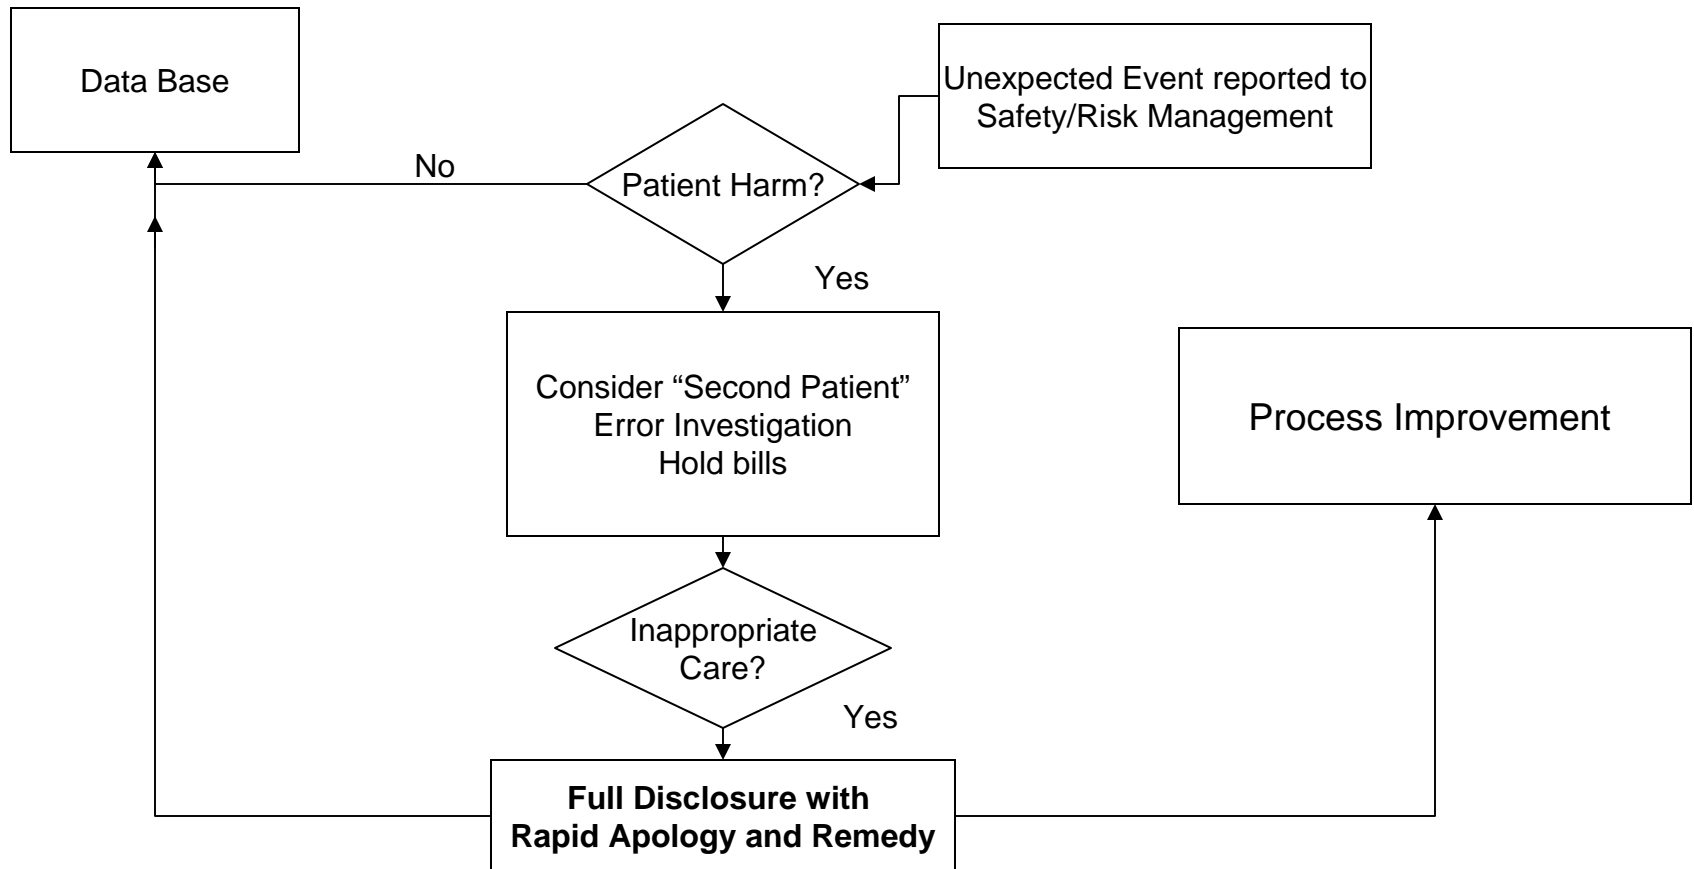 Data Base
Unexpected Event reported to
Safety/Risk Management
No
Patient Harm?
Yes
Consider “Second Patient”
Error Investigation
Hold bills
Process Improvement
Inappropriate
Care?
Yes
Full Disclosure with
Rapid Apology and Remedy